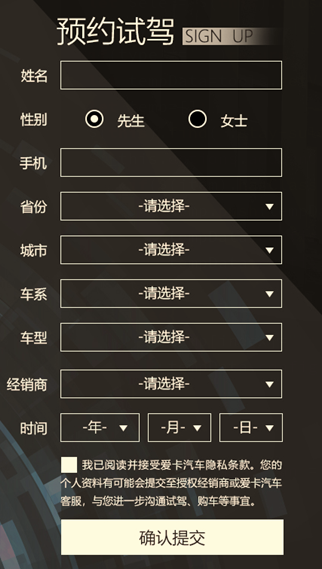 预约试驾 SIGN UP
姓名
性别 先生 女士
手机
省份 -请选择-
城市 -请选择-
车系 -请选择-
车型 -请选择-
经销商 -请选择-
时间 -年- -月- -日-
我已阅读并接受爱卡汽车隐私条款。您的
个人资料有可能会提交至授权经销商或爱卡汽车
客服，与您进一步沟通试驾、购车等事宜。
确认提交